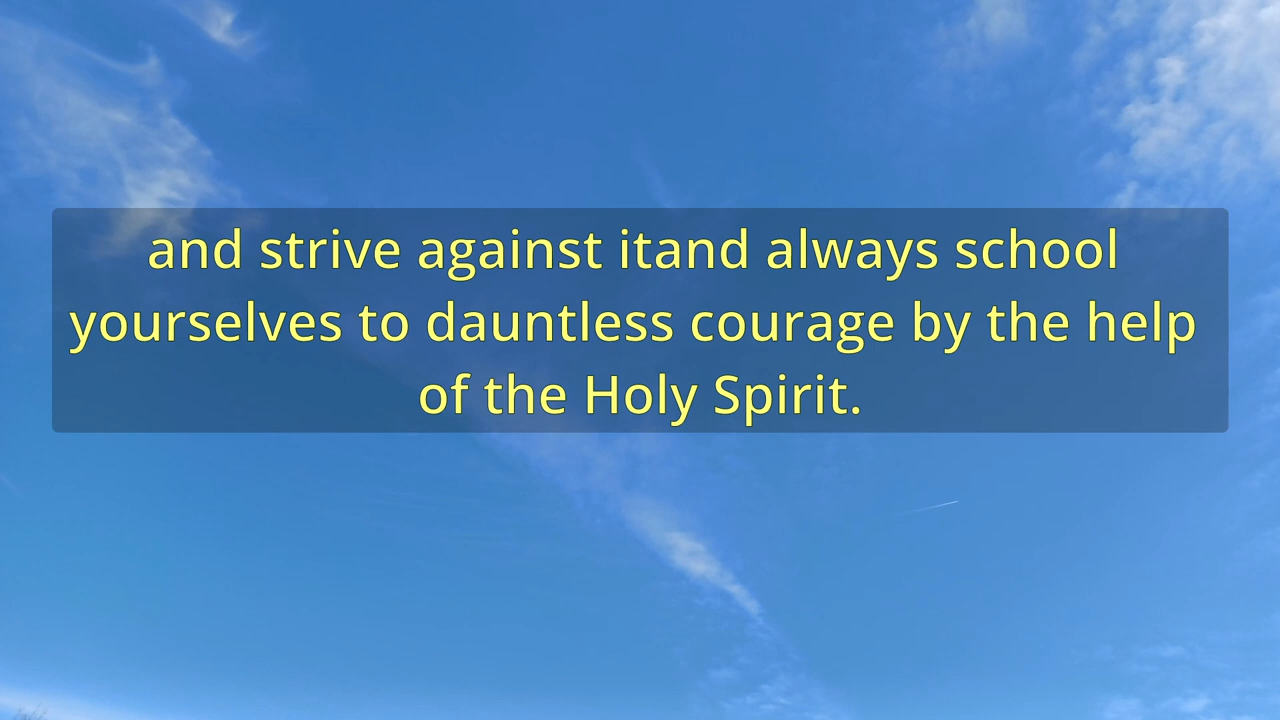 and strive against itand always school
yourselves to dauntless courage by the help
of the Holy Spirit.